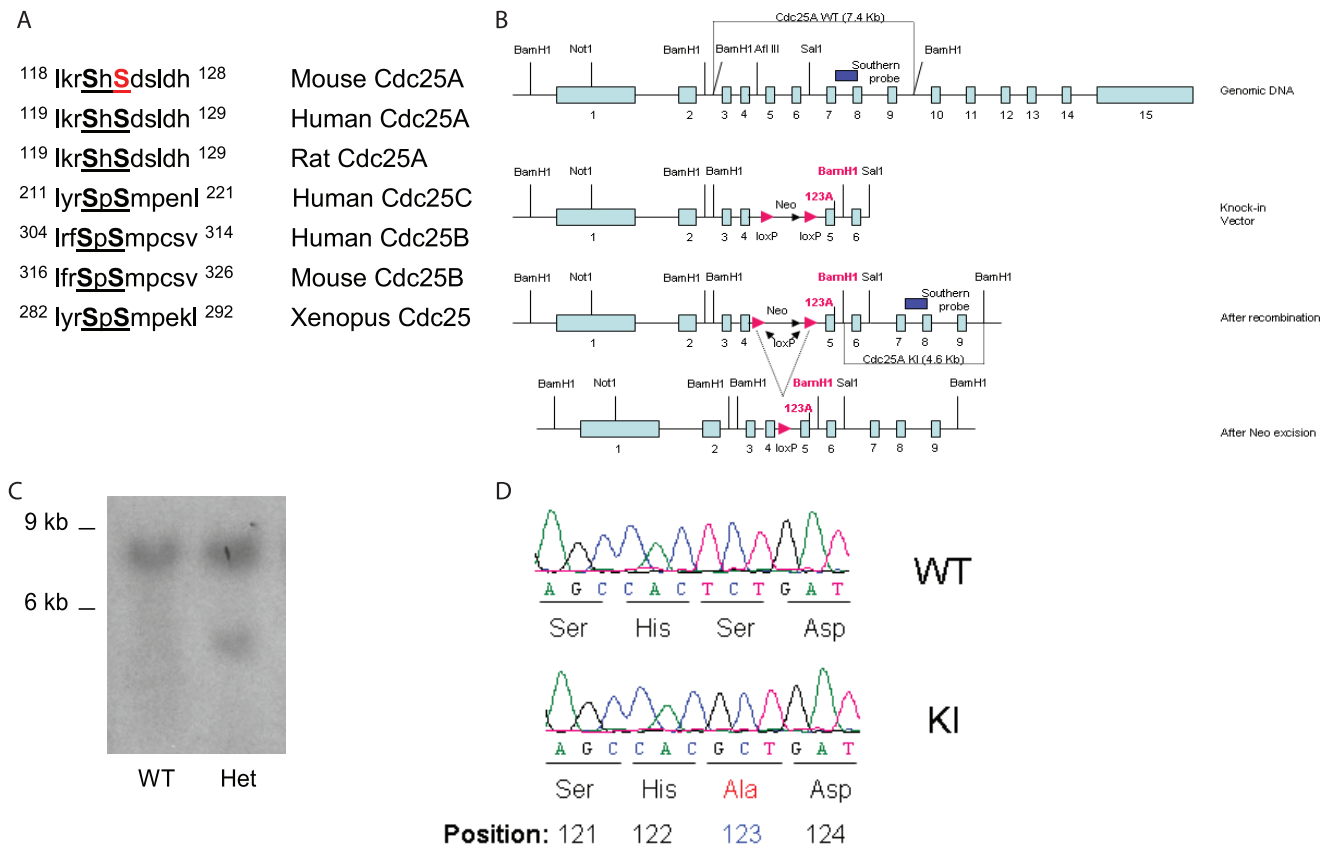 A
118 lkrShSdsldh 128 Mouse Cdc25A
119 lkrShSdsldh 129 Human Cdc25A
119 lkrShSdsldh 129 Rat Cdc25A
211 lyrSpSmpenl 221 Human Cdc25C
304 lrfSpSmpcsv 314 Human Cdc25B
316 lfrSpSmpcsv 326 Mouse Cdc25B
282 lyrSpSmpekl 292 Xenopus Cdc25
B
Cdc25A WT (7.4 Kb)
BamH1 Not1 BamH1 BamH1 Afl III Sal1 BamH1
Southern
probe
Genomic DNA
1 2 3 4 5 6 7 8 9 10 11 12 13 14 15
BamH1 Not1 BamH1 BamH1 BamH1 Sal1
Neo 123A
Knock-in
Vector
1 2 3 4 loxP loxP 5 6
BamH1 Not1 BamH1 BamH1 BamH1 Sal1 BamH1
Neo 123A Southern
probe
After recombination
1 2 3 4 loxP 5 6 7 8 9
Cdc25A KI (4.6 Kb)
BamH1 Not1 BamH1 BamH1 BamH1 Sal1 BamH1
123A
After Neo excision
1 2 3 4 loxP 5 6 7 8 9
C
9 kb
6 kb
WT Het
D
A G C C A C T C T G A T
Ser His Ser Asp
WT
A G C C A C G C T G A T
Ser His Ala Asp
KI
Position: 121 122 123 124